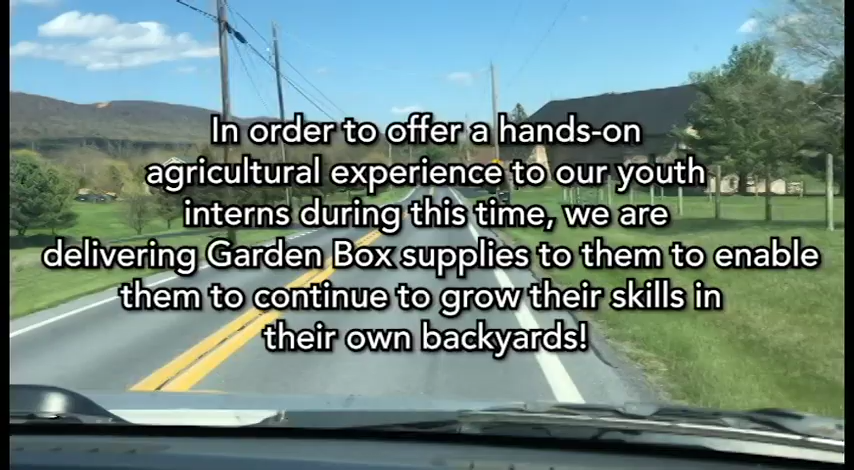 In order to offer a hands-on
agricultural experience to our youth
interns during this time, we are
delivering Garden Box supplies to them to enable
them to continue to grow their skills in
their own backyards!